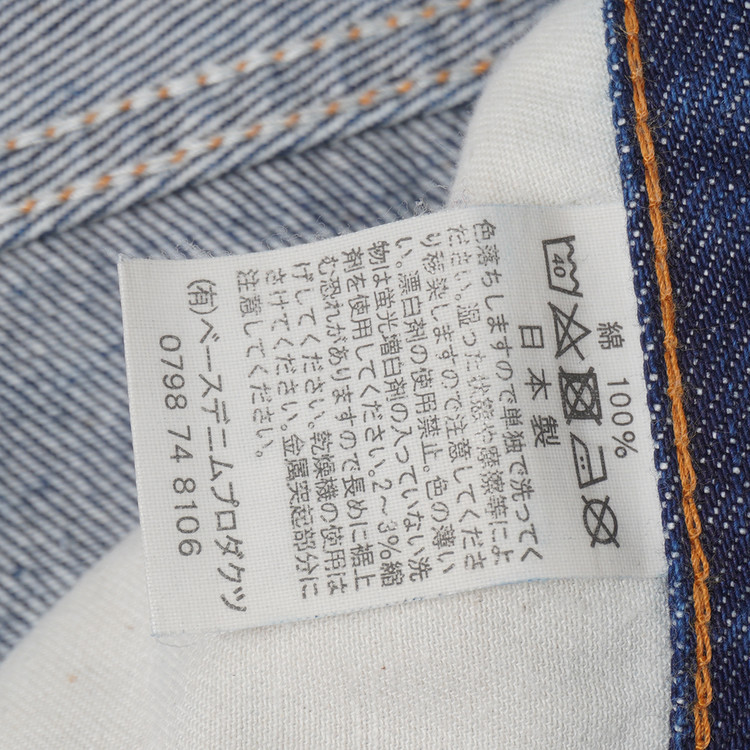 綿 100%
40
日本製
色落ちしますので単独で洗ってく
ださい。湿った状態や摩擦等によ
り移染しますので注意してくださ
い。漂白剤の使用禁止。色の薄い
物は蛍光増白剤の入っていない洗
剤を使用してください。2～3%縮
む恐れがありますので長めに裾上
げしてください。乾燥機の使用は
さけてください。金属突起部分に
注意してください。
(有)ベースデニムプロダクツ
0798 74 8106